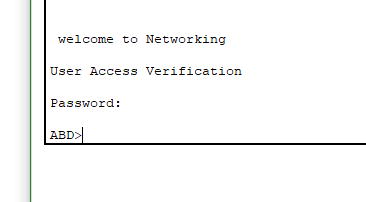 welcome to Networking
User Access Verification
Password:
ABD>